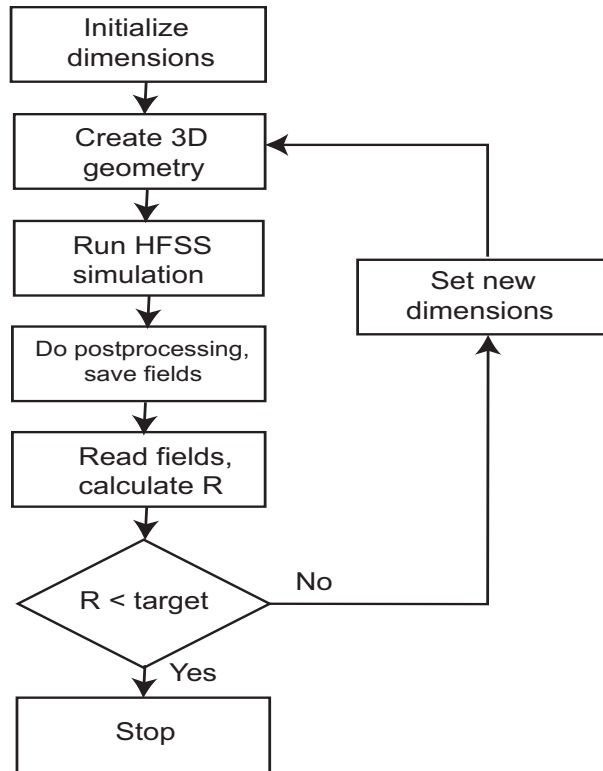 Initialize
dimensions
Create 3D
geometry
Run HFSS
simulation
Set new
dimensions
Do postprocessing,
save fields
Read fields,
calculate R
R < target
No
Yes
Stop